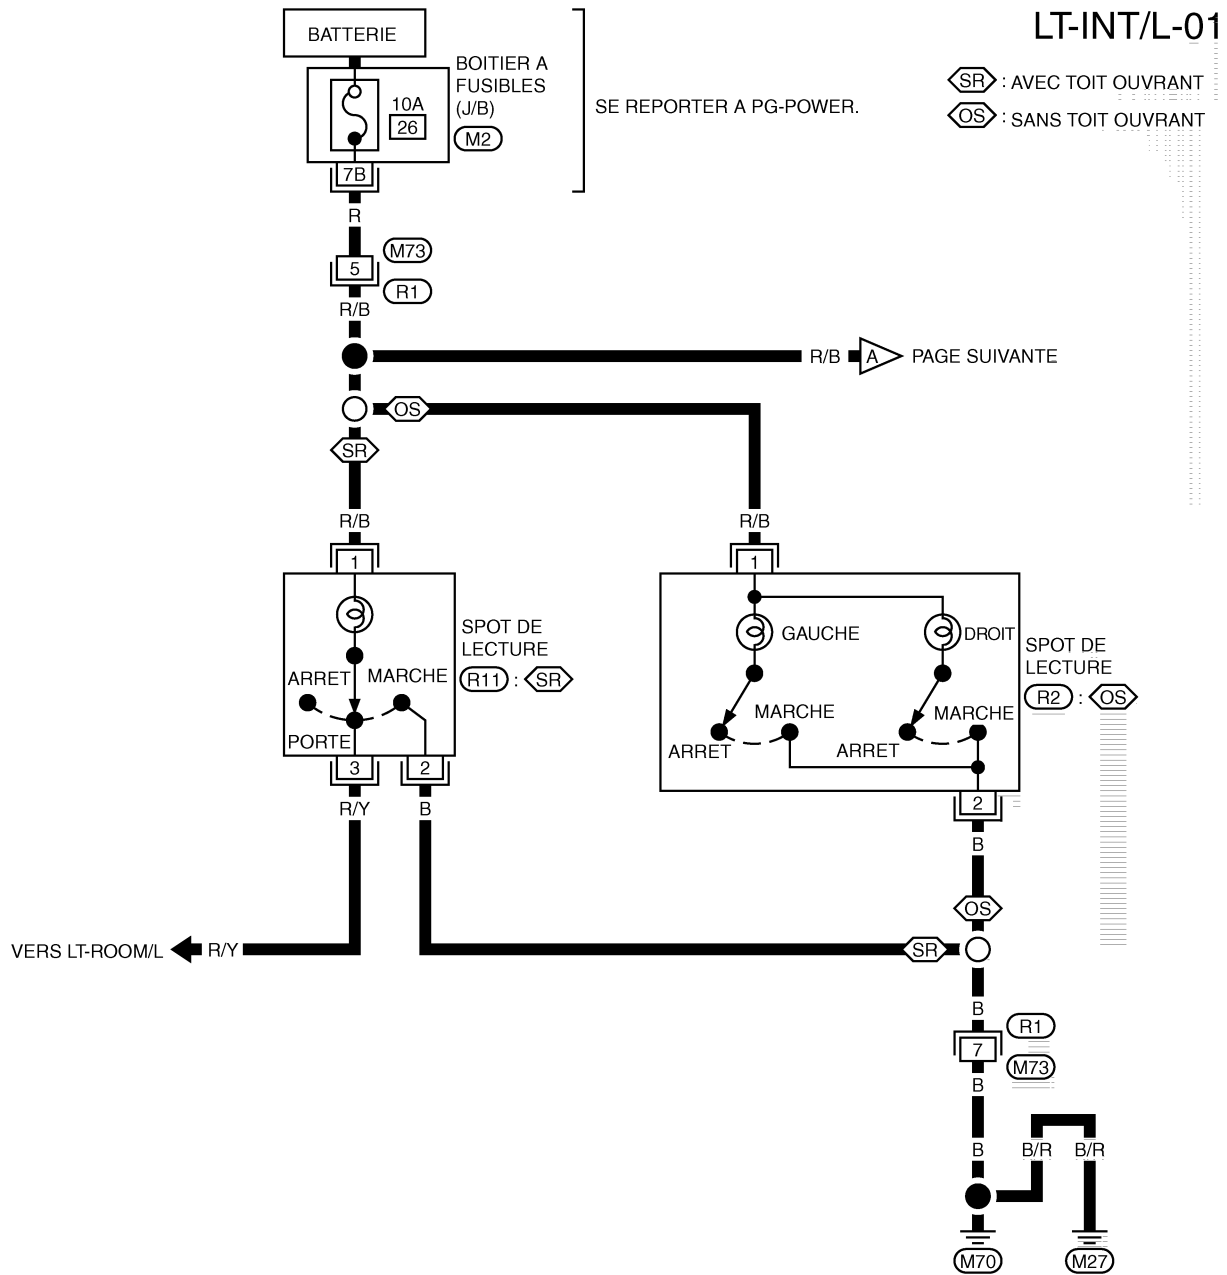 LT-INT/L-01
BATTERIE
BOITIER A
FUSIBLES
(J/B)
M2
10A
26
7B
SE REPORTER A PG-POWER.
SR : AVEC TOIT OUVRANT
OS : SANS TOIT OUVRANT
R
M73
5
R1
R/B
R/B
A
PAGE SUIVANTE
OS
SR
R/B
R/B
1
1
SPOT DE
LECTURE
R11 : SR
ARRET
MARCHE
PORTE
GAUCHE
DROIT
SPOT DE
LECTURE
R2 : OS
MARCHE
MARCHE
ARRET
ARRET
3
2
2
R/Y
B
B
OS
VERS LT-ROOM/L
R/Y
SR
B
R1
7
M73
B
B
B/R
B/R
M70
M27